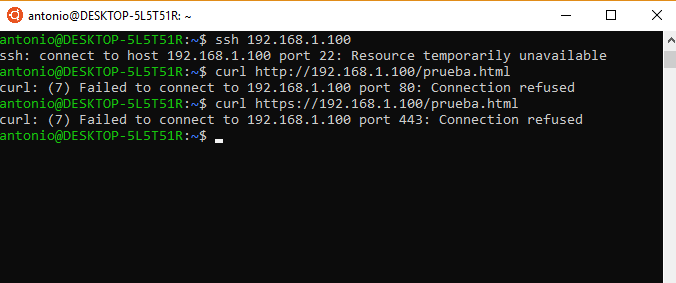 antonio@DESKTOP-5L5T51R: ~
antonio@DESKTOP-5L5T51R:~$ ssh 192.168.1.100
ssh: connect to host 192.168.1.100 port 22: Resource temporarily unavailable
antonio@DESKTOP-5L5T51R:~$ curl http://192.168.1.100/prueba.html
curl: (7) Failed to connect to 192.168.1.100 port 80: Connection refused
antonio@DESKTOP-5L5T51R:~$ curl https://192.168.1.100/prueba.html
curl: (7) Failed to connect to 192.168.1.100 port 443: Connection refused
antonio@DESKTOP-5L5T51R:~$